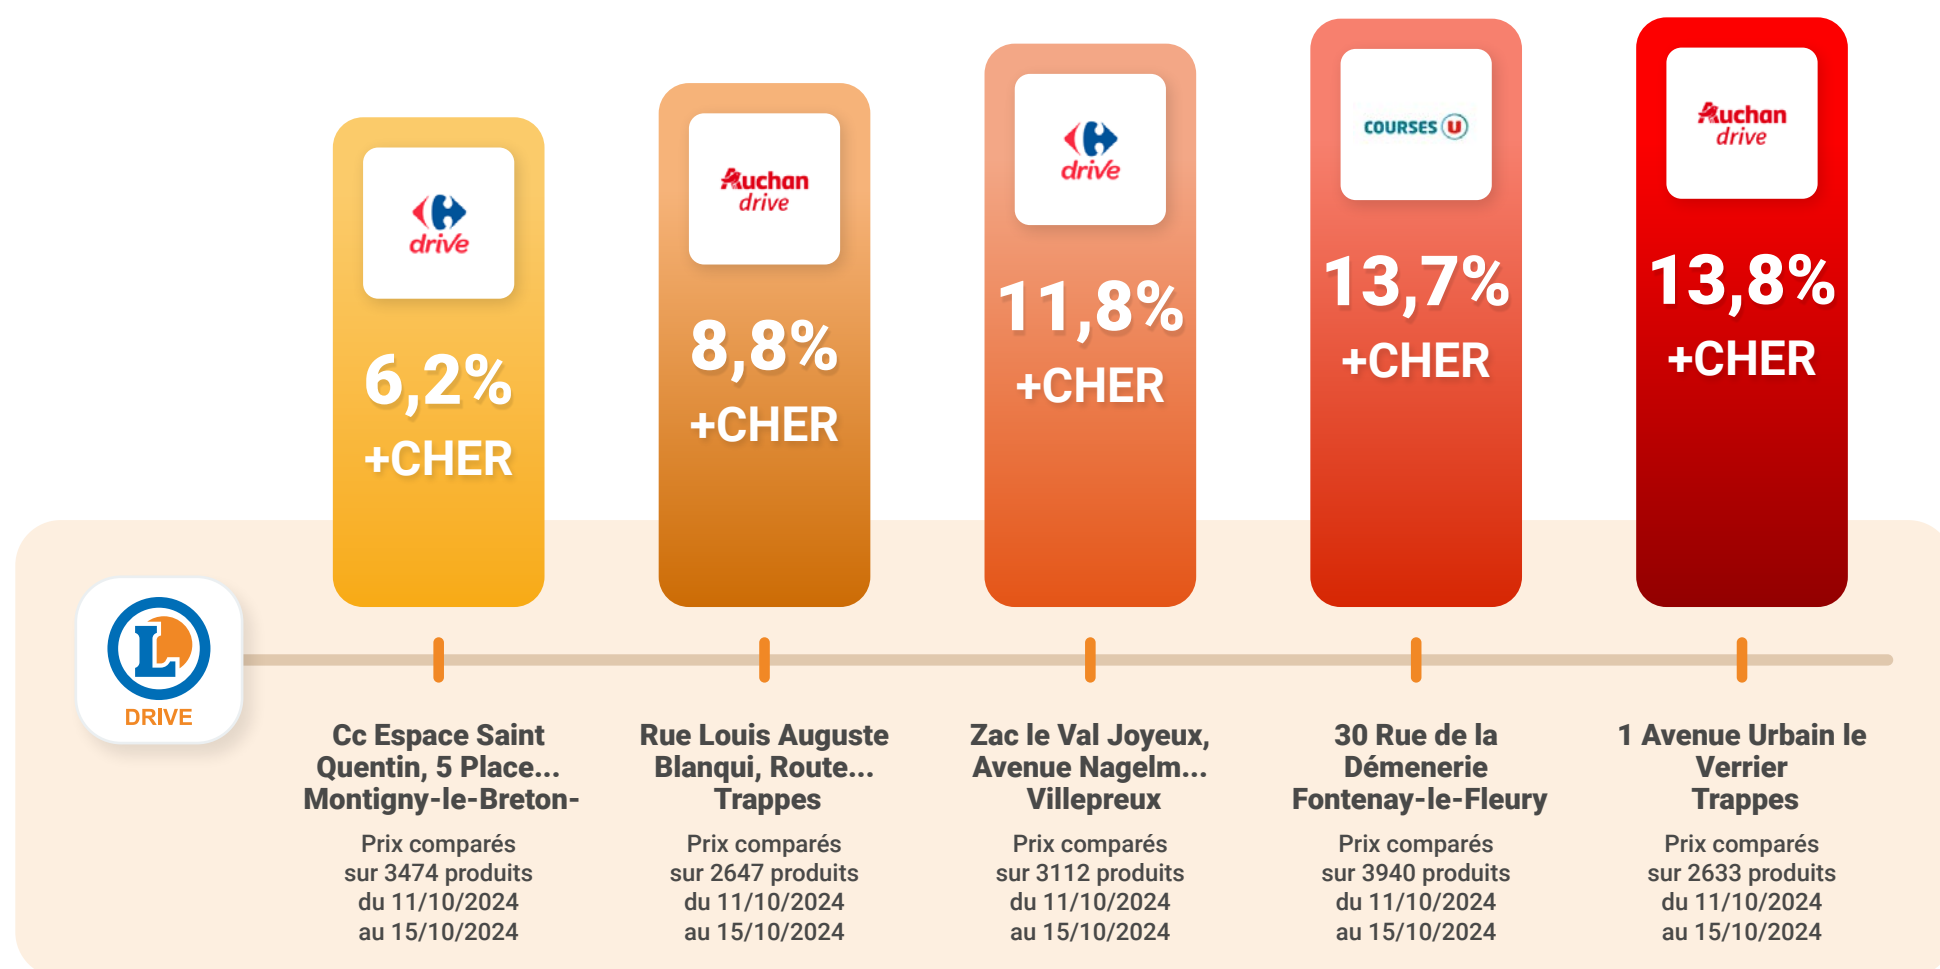 drive
6,2%
+CHER
Auchan
drive
8,8%
+CHER
drive
11,8%
+CHER
COURSES U
13,7%
+CHER
Auchan
drive
13,8%
+CHER
L
DRIVE
Cc Espace Saint
Quentin, 5 Place...
Montigny-le-Breton-
Prix comparés
sur 3474 produits
du 11/10/2024
au 15/10/2024
Rue Louis Auguste
Blanqui, Route...
Trappes
Prix comparés
sur 2647 produits
du 11/10/2024
au 15/10/2024
Zac le Val Joyeux,
Avenue Nagelm...
Villepreux
Prix comparés
sur 3112 produits
du 11/10/2024
au 15/10/2024
30 Rue de la
Démenerie
Fontenay-le-Fleury
Prix comparés
sur 3940 produits
du 11/10/2024
au 15/10/2024
1 Avenue Urbain le
Verrier
Trappes
Prix comparés
sur 2633 produits
du 11/10/2024
au 15/10/2024